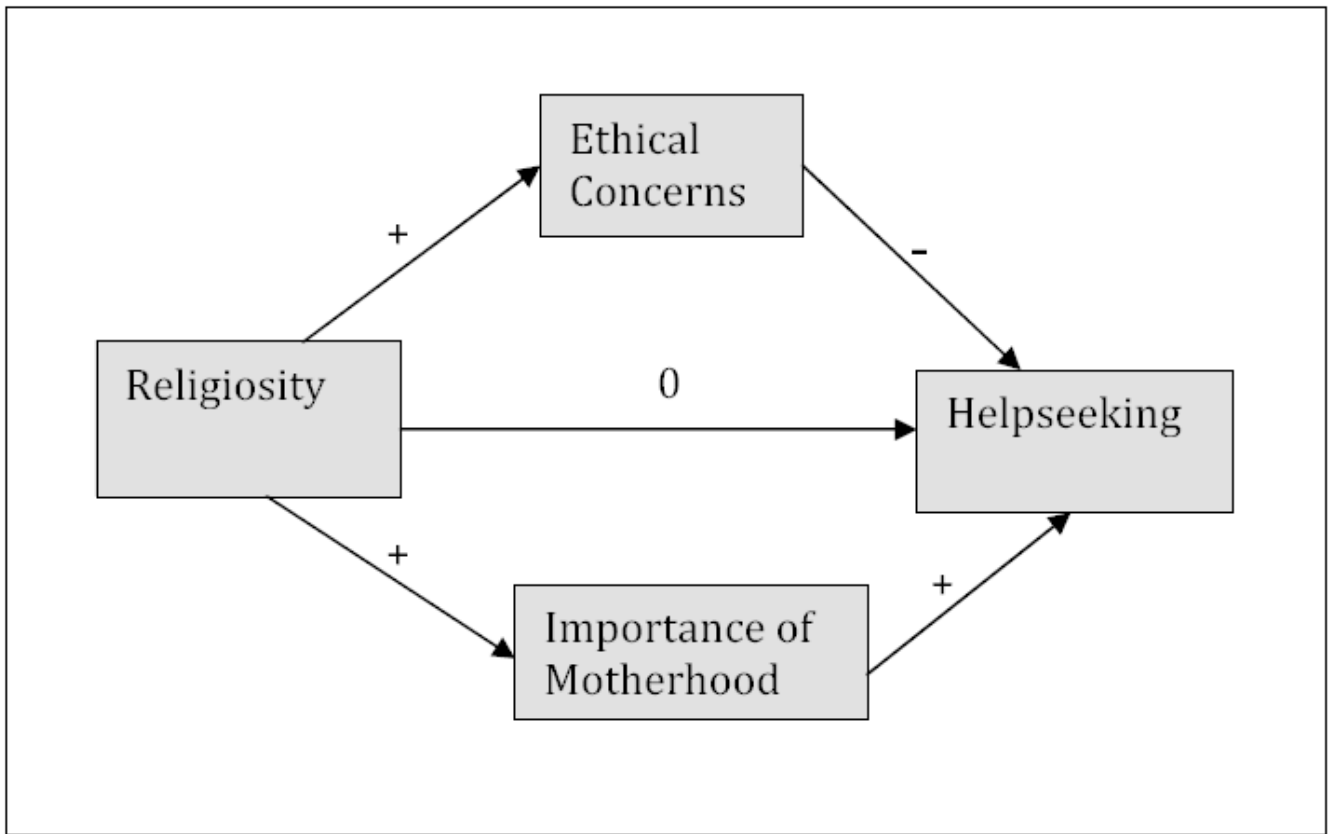 Ethical
Concerns
+
-
Religiosity
0
Helpseeking
+
+
Importance of
Motherhood